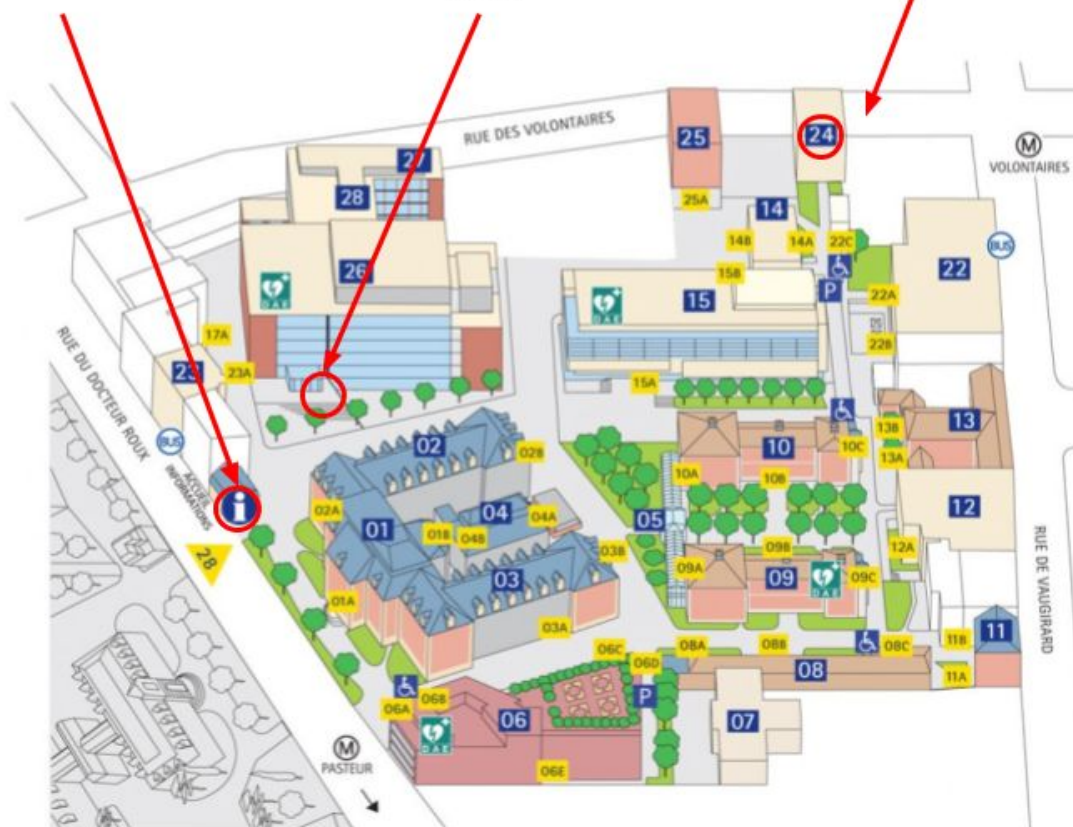 RUE DES VOLONTAIRES
25
24
M
VOLONTAIRES
27
28
25A
14
14B
14A
22C
BUS
22
26
DAE
15B
15
P
22A
DAE
22B
17A
23
23A
15A
RUE DU DOCTEUR ROUX
BUS
02
02B
10
10A
10B
10C
13B
13
13A
ACCUEIL
INFORMATIONS
i
28
02A
01
01B
04
04B
04A
05
12
RUE DE VAUGIRARD
03B
03
09A
09B
09
DAE
09C
12A
01A
03A
06C
06D
08A
08B
08C
11B
11
11A
08
06A
06B
DAE
06
P
07
06E
M
PASTEUR